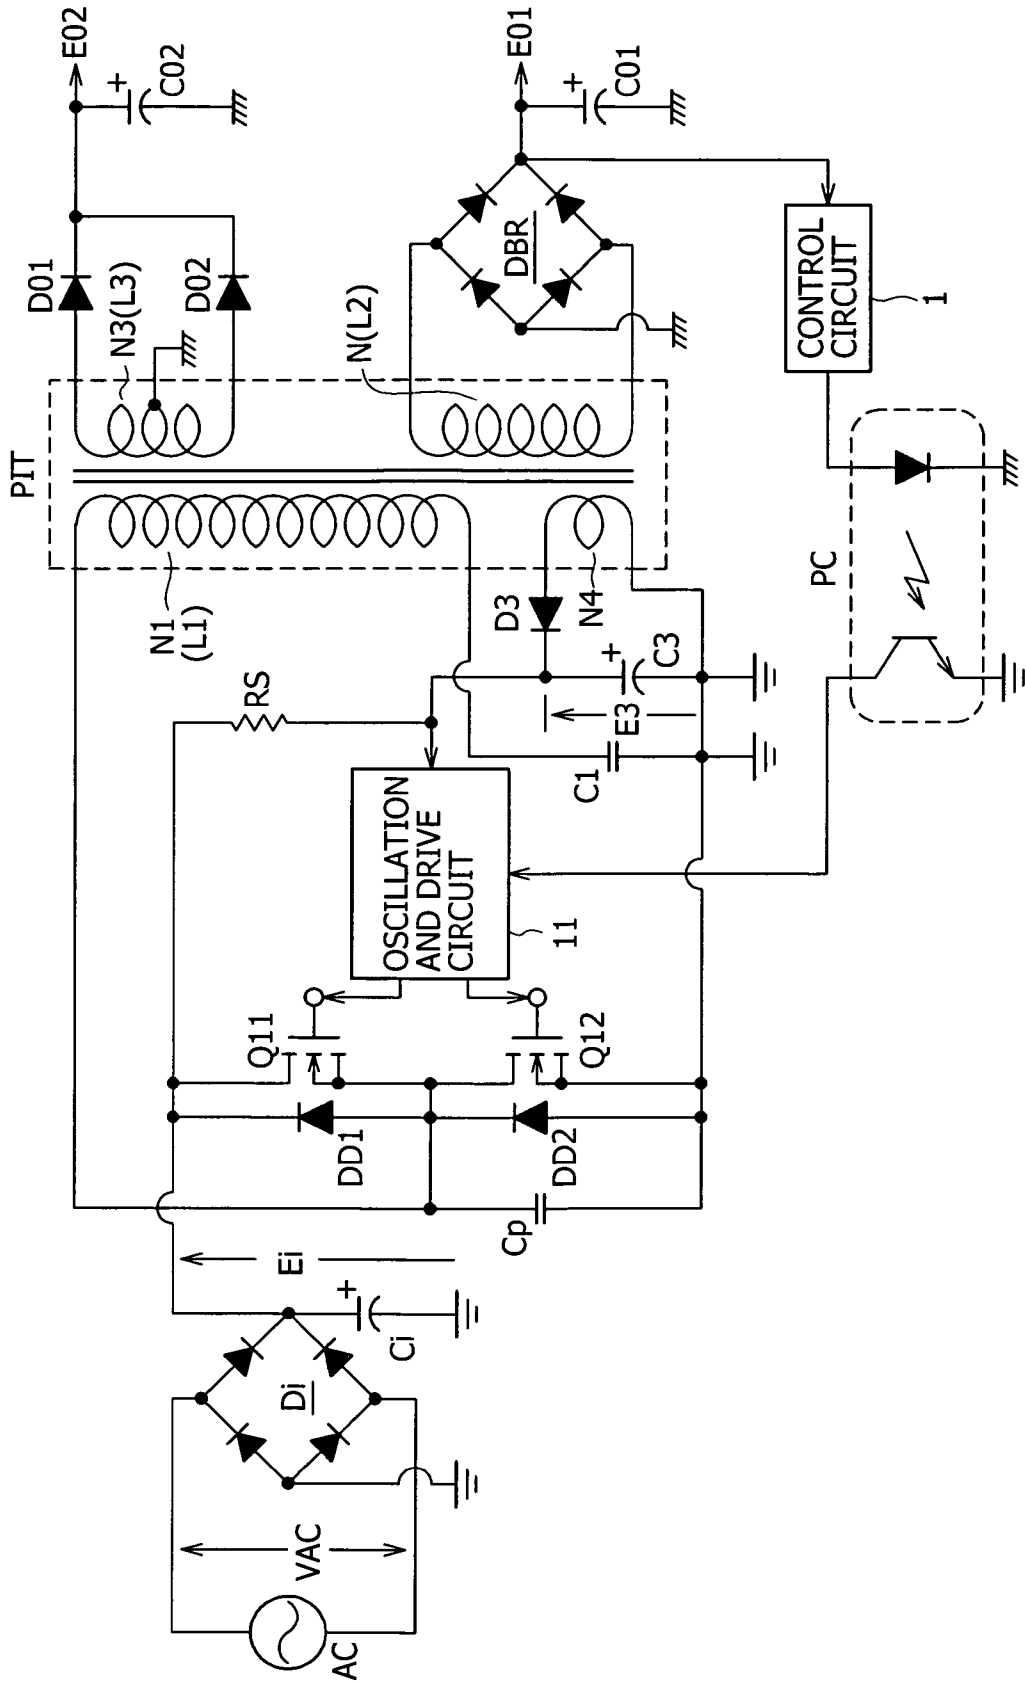 AC
VAC
Di
Ci
+
Ei
Cp
DD1
DD2
Q11
Q12
OSCILLATION
AND DRIVE
CIRCUIT
11
RS
C1
E3
+
C3
D3
N4
N1
(L1)
PIT
N3(L3)
N(L2)
D01
D02
DBR
+
C02
E02
+
C01
E01
CONTROL
CIRCUIT
1
PC